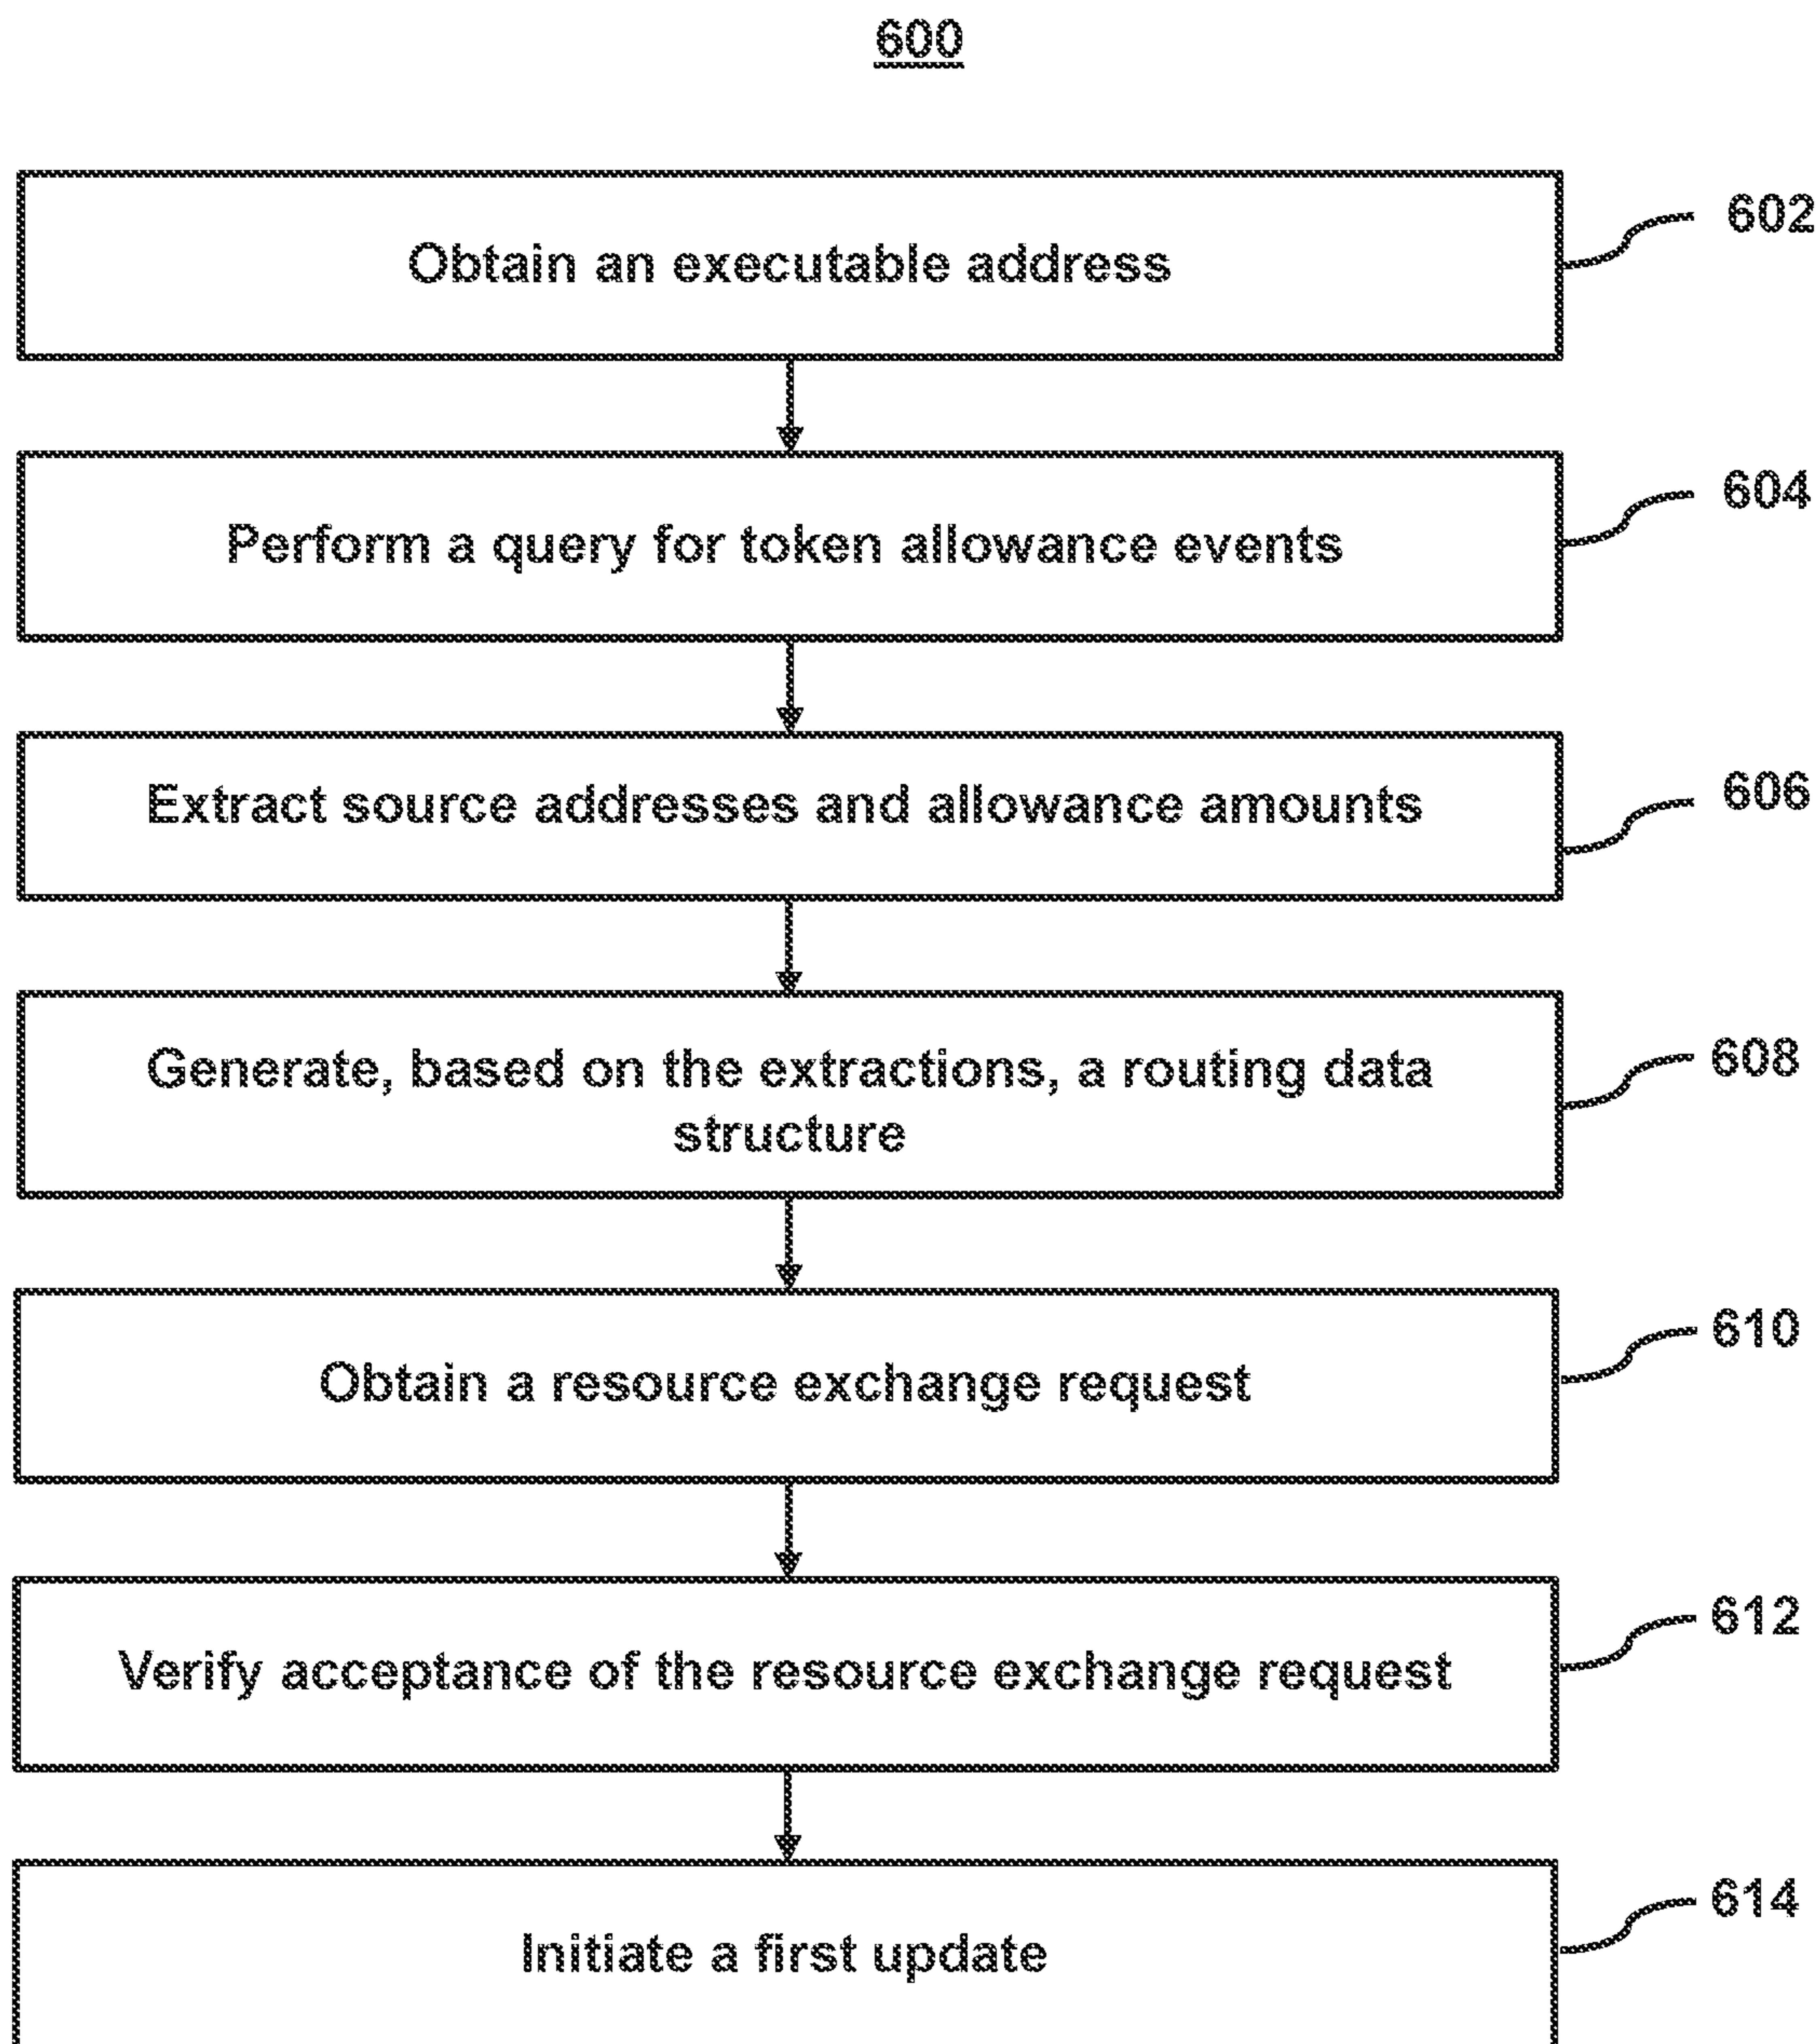 600
Obtain an executable address
602
Perform a query for token allowance events
604
Extract source addresses and allowance amounts
606
Generate, based on the extractions, a routing data
structure
608
Obtain a resource exchange request
610
Verify acceptance of the resource exchange request
612
Initiate a first update
614